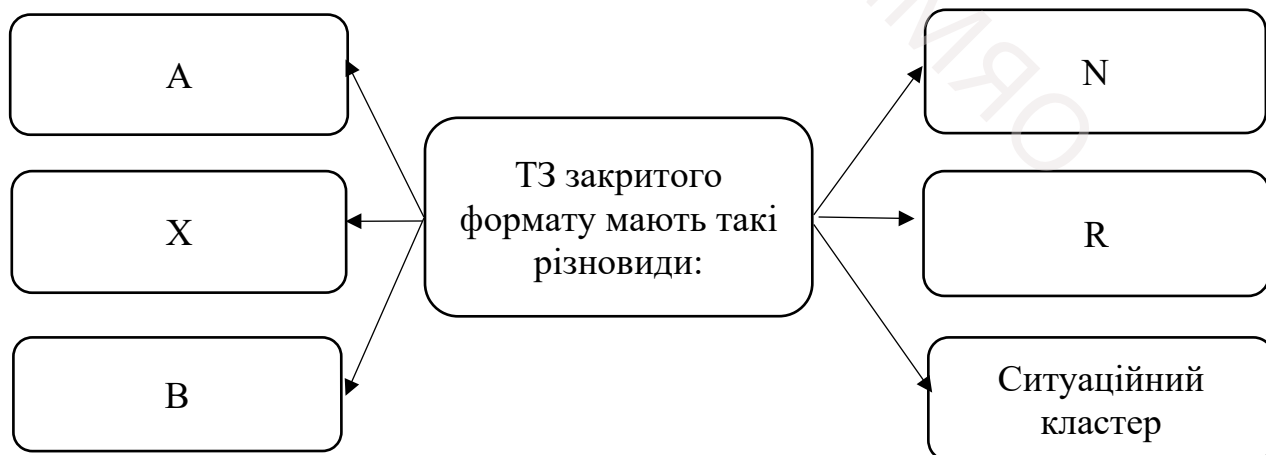 A
X
B
ТЗ закритого
формату мають такі
різновиди:
N
R
Ситуаційний
кластер